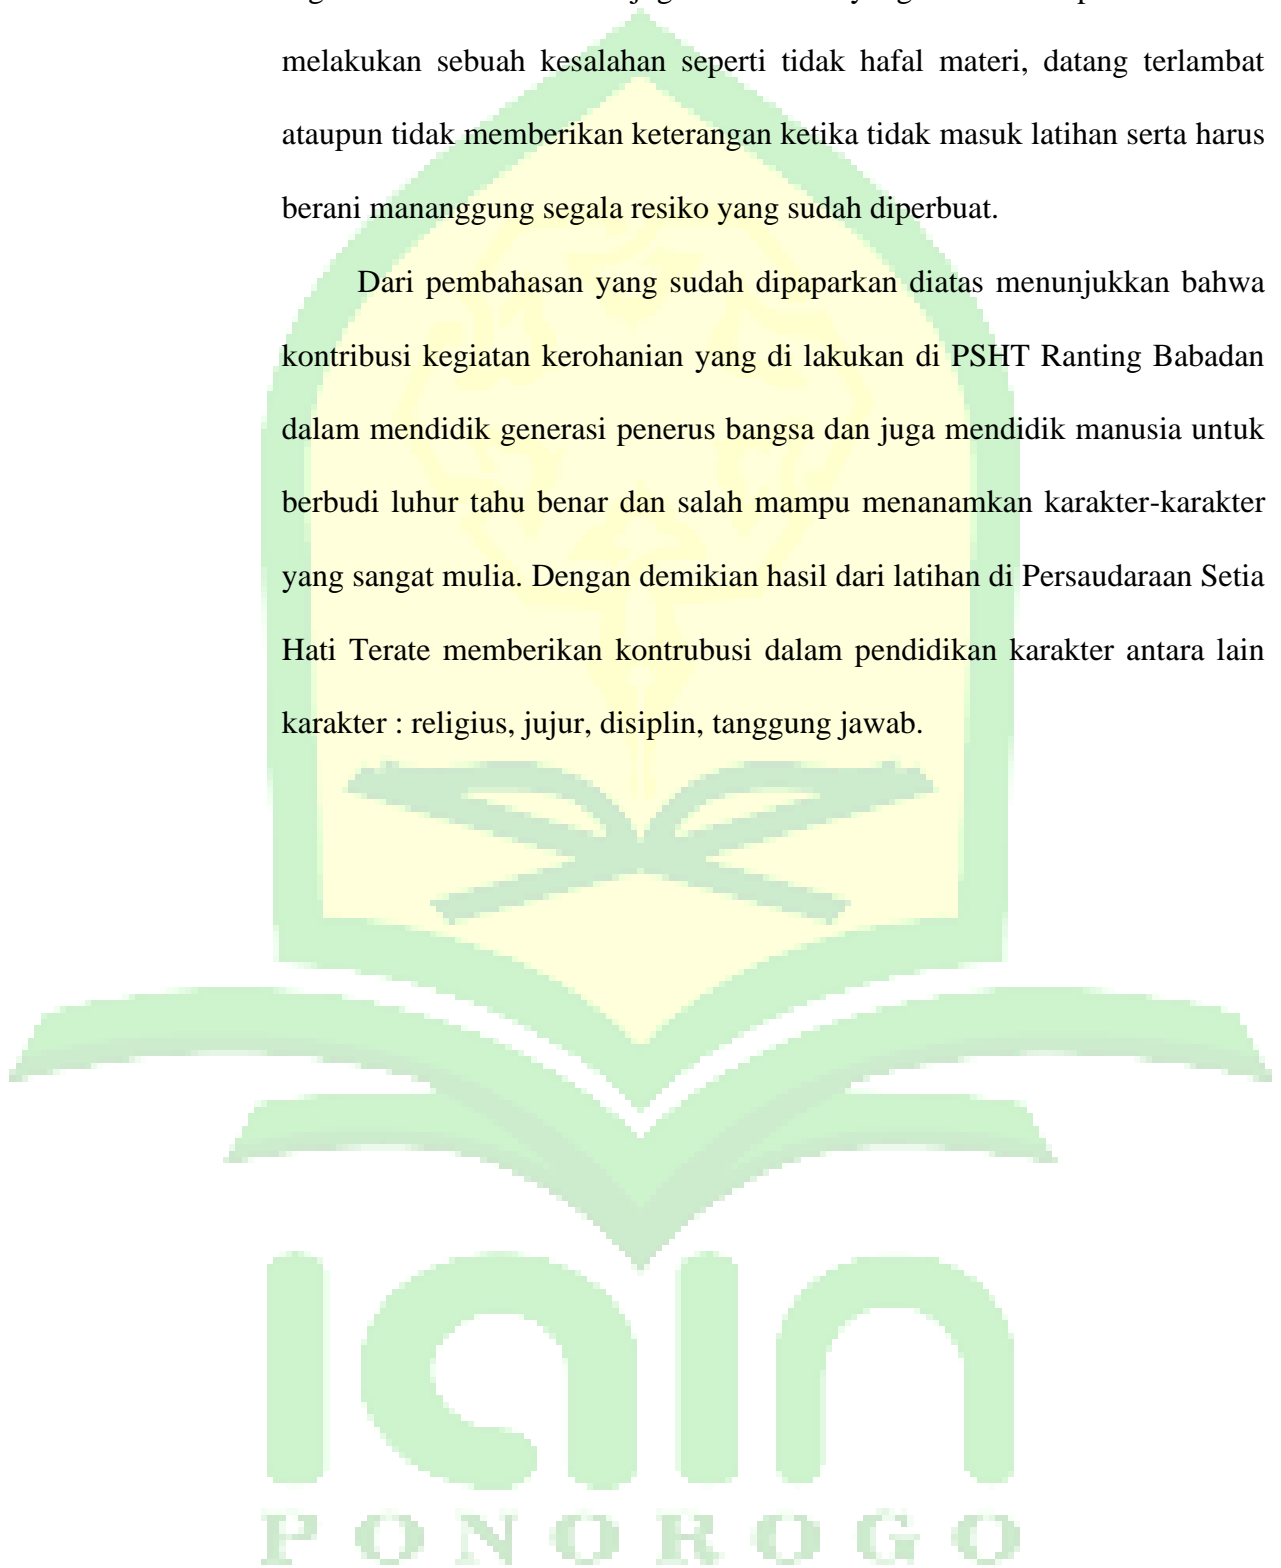 melakukan sebuah kesalahan seperti tidak hafal materi, datang terlambat
ataupun tidak memberikan keterangan ketika tidak masuk latihan serta harus
berani mananggung segala resiko yang sudah diperbuat.
Dari pembahasan yang sudah dipaparkan diatas menunjukkan bahwa
kontribusi kegiatan kerohanian yang di lakukan di PSHT Ranting Babadan
dalam mendidik generasi penerus bangsa dan juga mendidik manusia untuk
berbudi luhur tahu benar dan salah mampu menanamkan karakter-karakter
yang sangat mulia. Dengan demikian hasil dari latihan di Persaudaraan Setia
Hati Terate memberikan kontrubusi dalam pendidikan karakter antara lain
karakter : religius, jujur, disiplin, tanggung jawab.
iain
PONOROGO